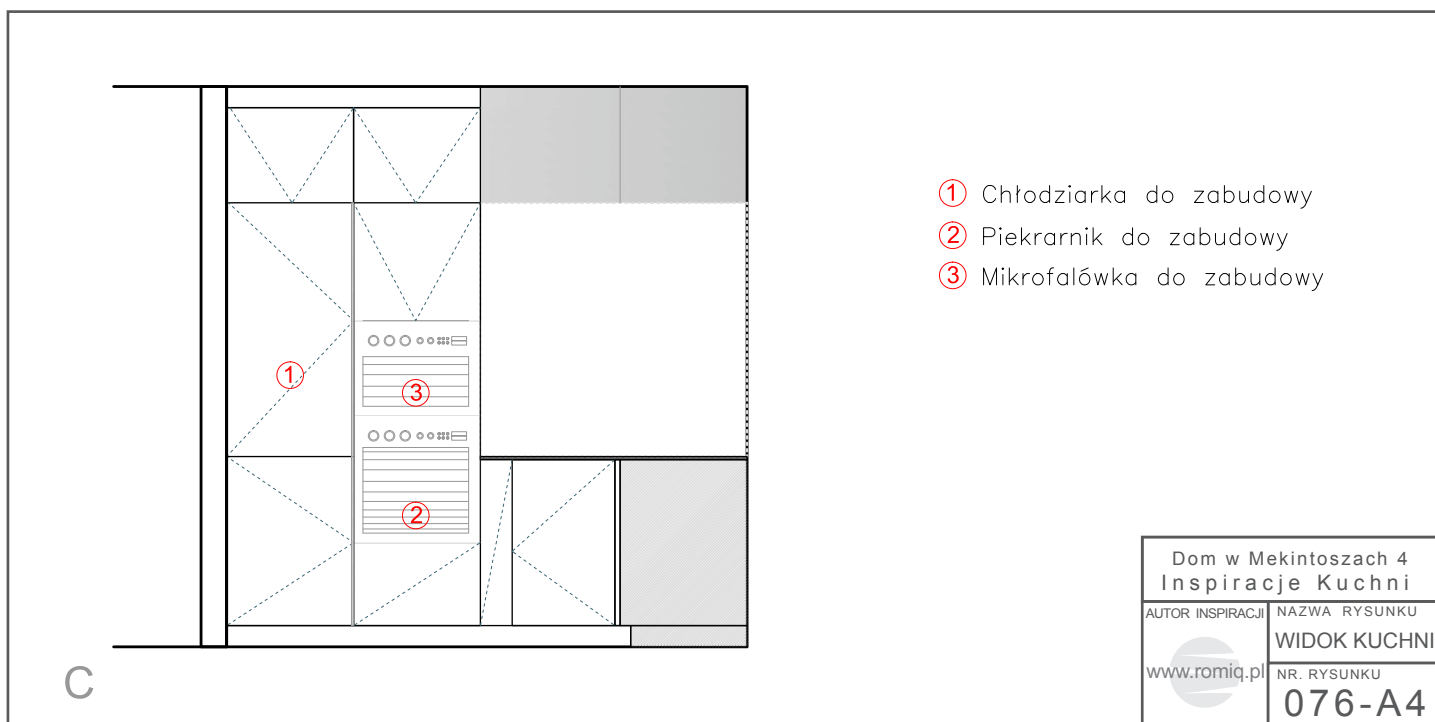 1 Chłodziarka do zabudowy
2 Piekrarnik do zabudowy
3 Mikrofalówka do zabudowy
1
3
2
C
Dom w Mekintoszach 4
Inspiracje Kuchni
AUTOR INSPIRACJI
www.romiq.pl
NAZWA RYSUNKU
WIDOK KUCHNI
NR. RYSUNKU
076-A4